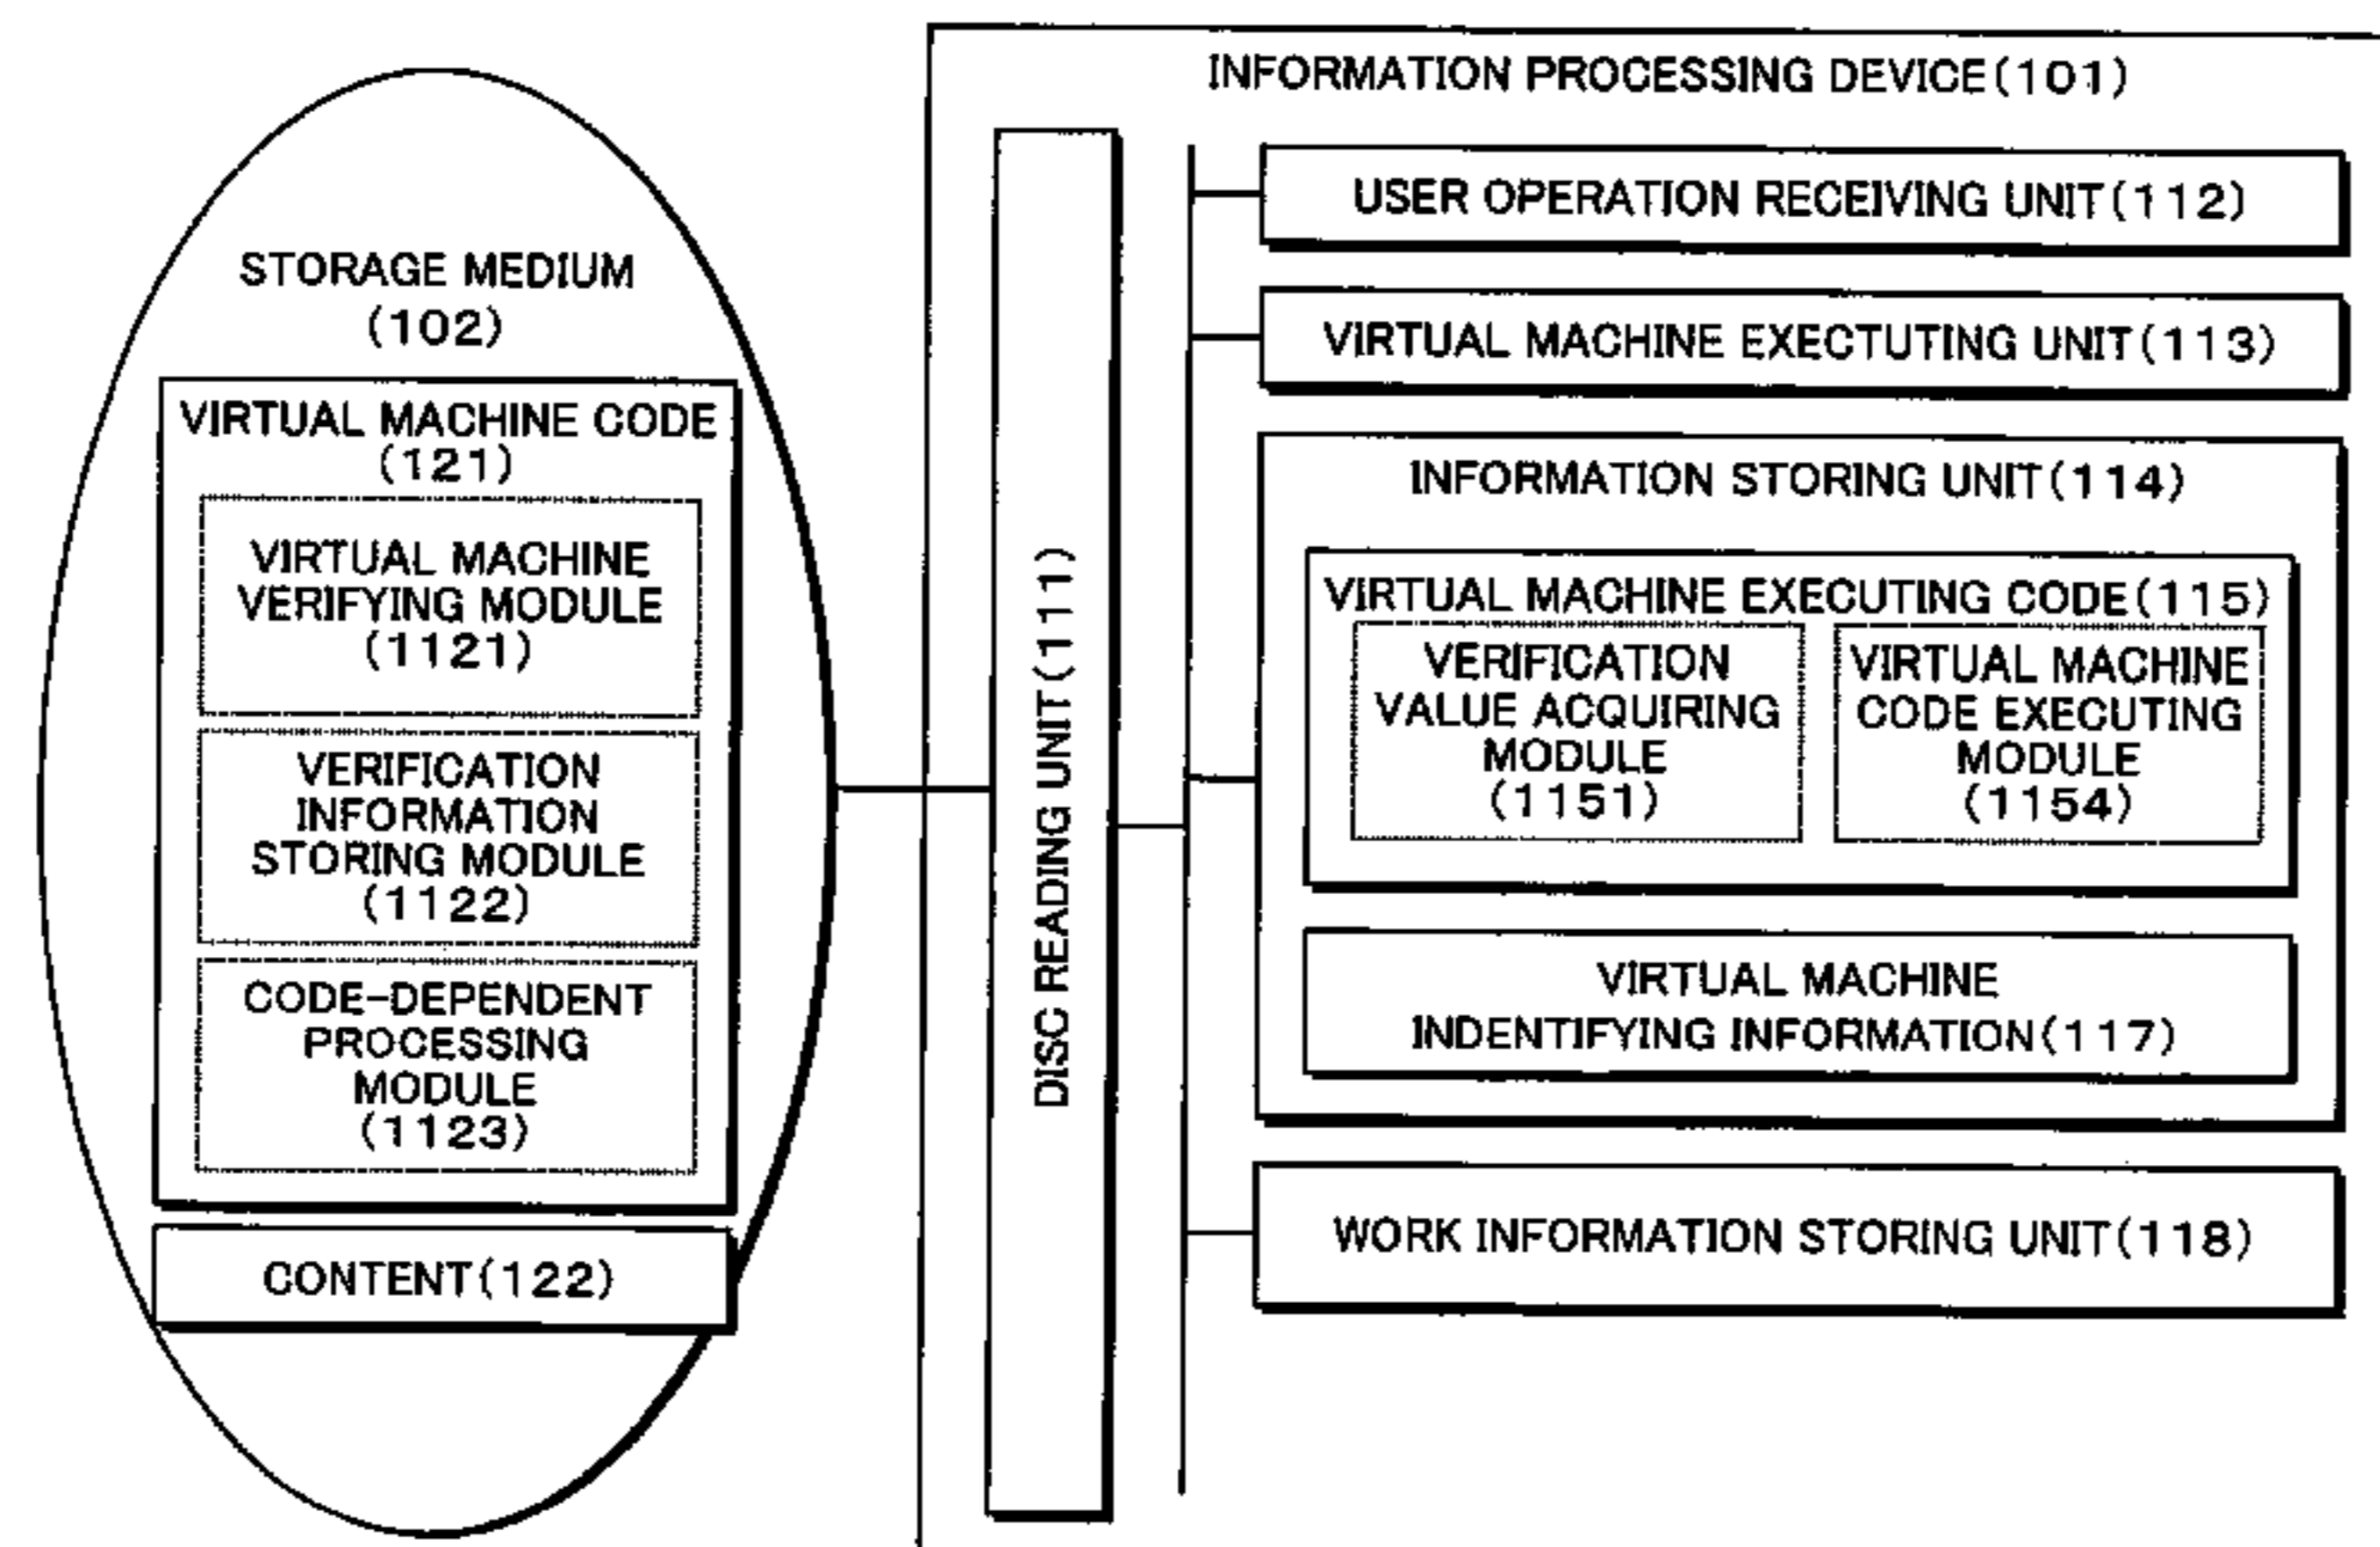 INFORMATION PROCESSING DEVICE(101)
STORAGE MEDIUM
(102)
VIRTUAL MACHINE CODE
(121)
VIRTUAL MACHINE
VERIFYING MODULE
(1121)
VERIFICATION
INFORMATION
STORING MODULE
(1122)
CODE-DEPENDENT
PROCESSING
MODULE
(1123)
CONTENT(122)
DISC READING UNIT(111)
USER OPERATION RECEIVING UNIT(112)
VIRTUAL MACHINE EXECTUTING UNIT(113)
INFORMATION STORING UNIT(114)
VIRTUAL MACHINE EXECUTING CODE(115)
VERIFICATION
VALUE ACQUIRING
MODULE
(1151)
VIRTUAL MACHINE
CODE EXECUTING
MODULE
(1154)
VIRTUAL MACHINE
INDENTIFYING INFORMATION(117)
WORK INFORMATION STORING UNIT(118)